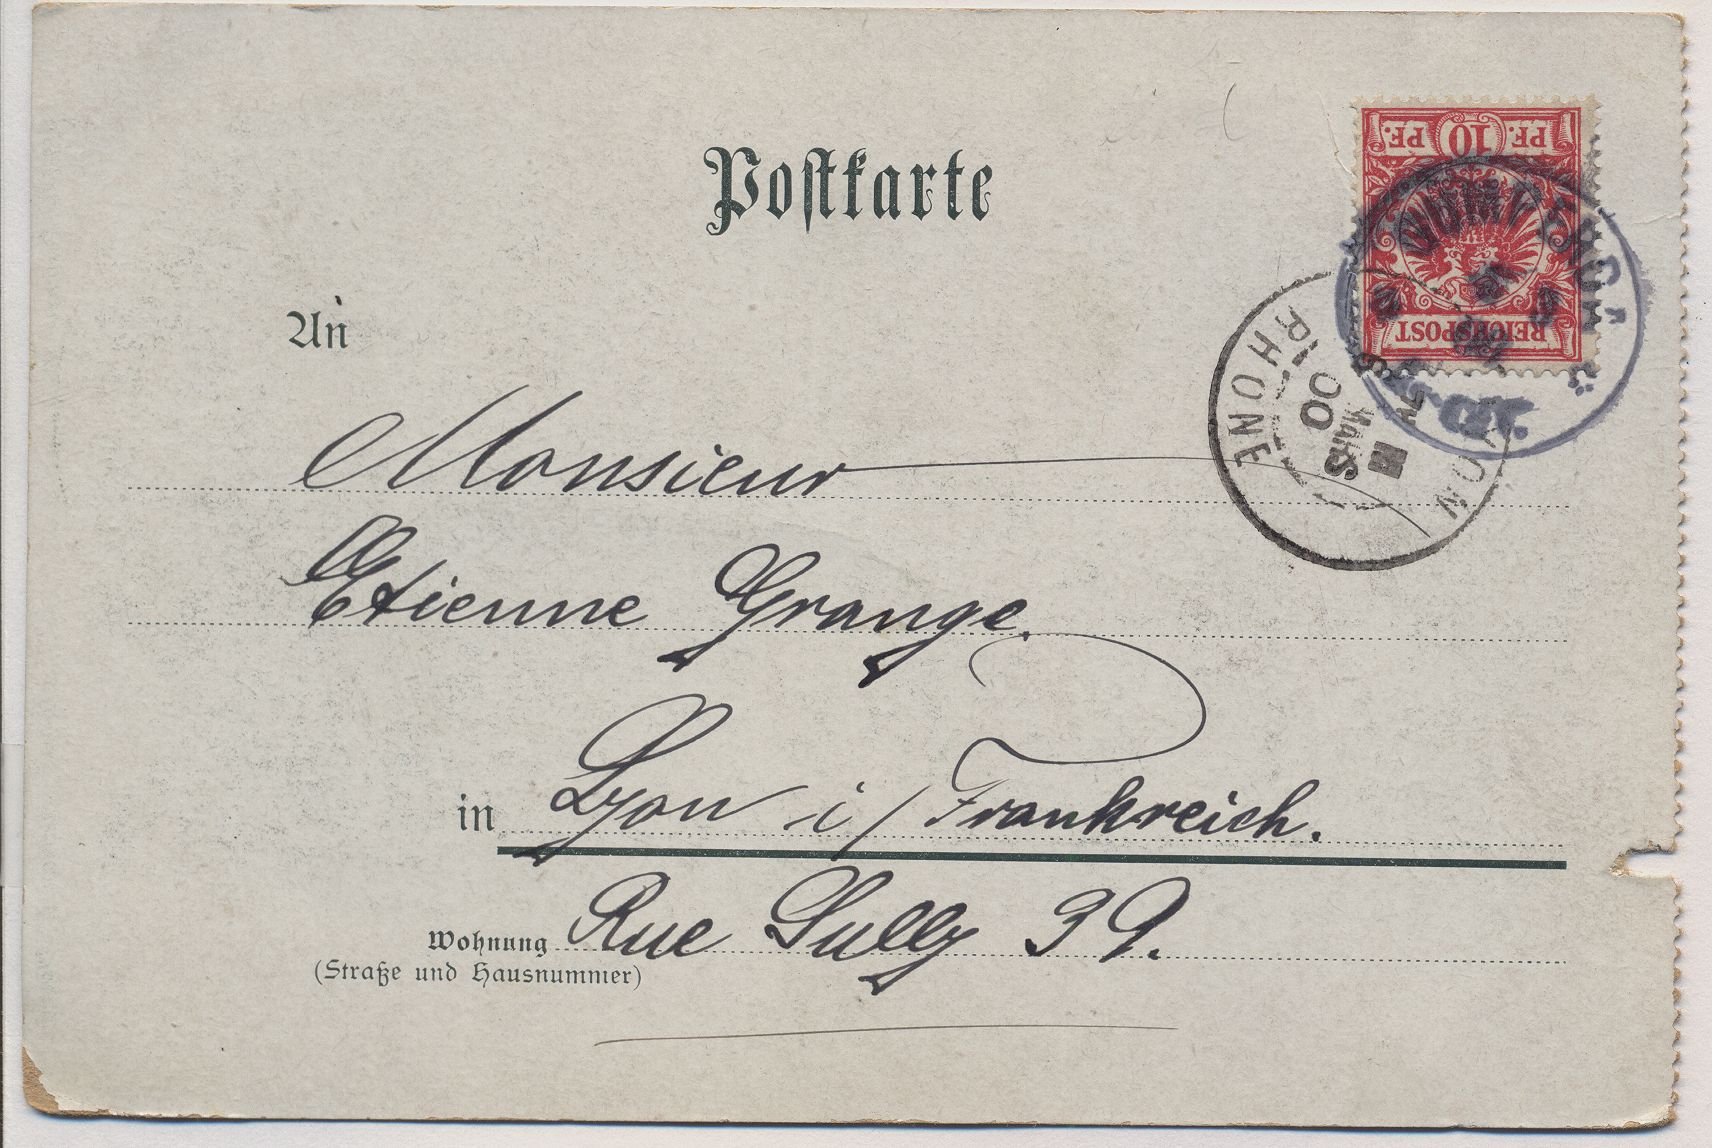 Postkarte
PF. 10 PF.
REICHSPOST
RHONE
MARS
00
An
Monsieur
Etienne Grange.
in Lyon i/Frankreich.
Wohnung Rue Sully 39.
(Straße und Hausnummer)